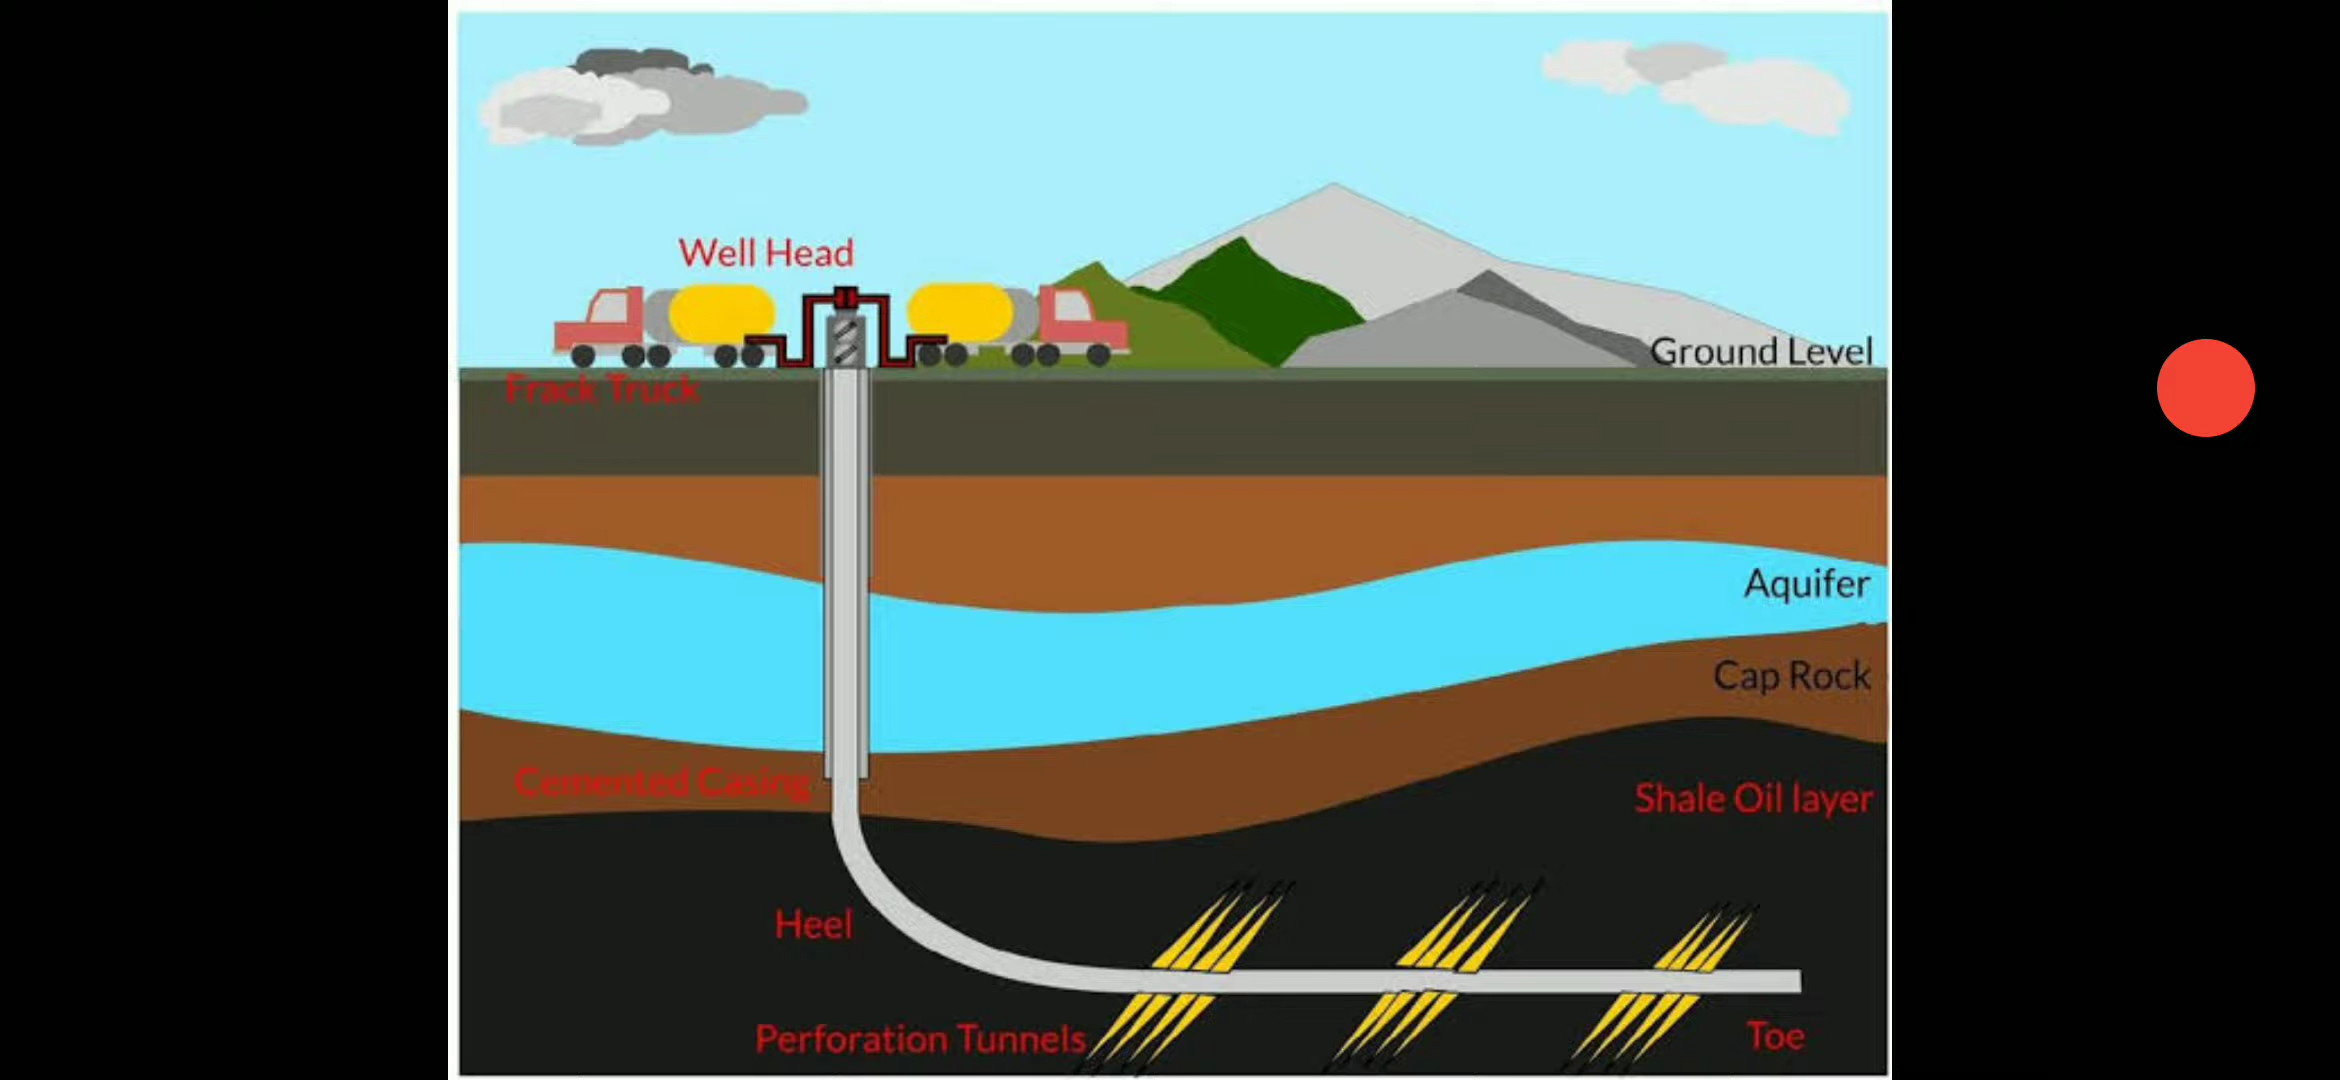 Well Head
Ground Level
Frack Truck
Aquifer
Cap Rock
Cemented Casing
Shale Oil layer
Heel
Perforation Tunnels
Toe